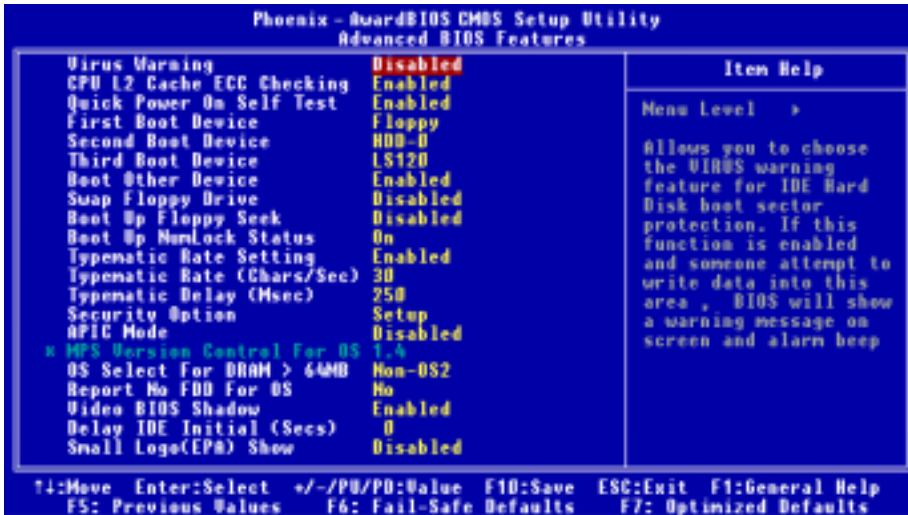 Phoenix - AwardBIOS CMOS Setup Utility
Advanced BIOS Features
Virus Warning Disabled
CPU L2 Cache ECC Checking Enabled
Quick Power On Self Test Enabled
First Boot Device Floppy
Second Boot Device HDD-0
Third Boot Device LS120
Boot Other Device Enabled
Swap Floppy Drive Disabled
Boot Up Floppy Seek Disabled
Boot Up NumLock Status On
Typematic Rate Setting Enabled
Typematic Rate (Chars/Sec) 30
Typematic Delay (Msec) 250
Security Option Setup
APIC Mode Disabled
x MPS Version Control For OS 1.4
OS Select For DRAM > 64MB Non-OS2
Report No FDD For OS No
Video BIOS Shadow Enabled
Delay IDE Initial (Secs) 0
Small Logo(EPA) Show Disabled
Item Help
Menu Level ▸
Allows you to choose
the VIRUS warning
feature for IDE Hard
Disk boot sector
protection. If this
function is enabled
and someone attempt to
write data into this
area , BIOS will show
a warning message on
screen and alarm beep
↑↓:Move Enter:Select +/-/PU/PD:Value F10:Save ESC:Exit F1:General Help
F5: Previous Values F6: Fail-Safe Defaults F7: Optimized Defaults